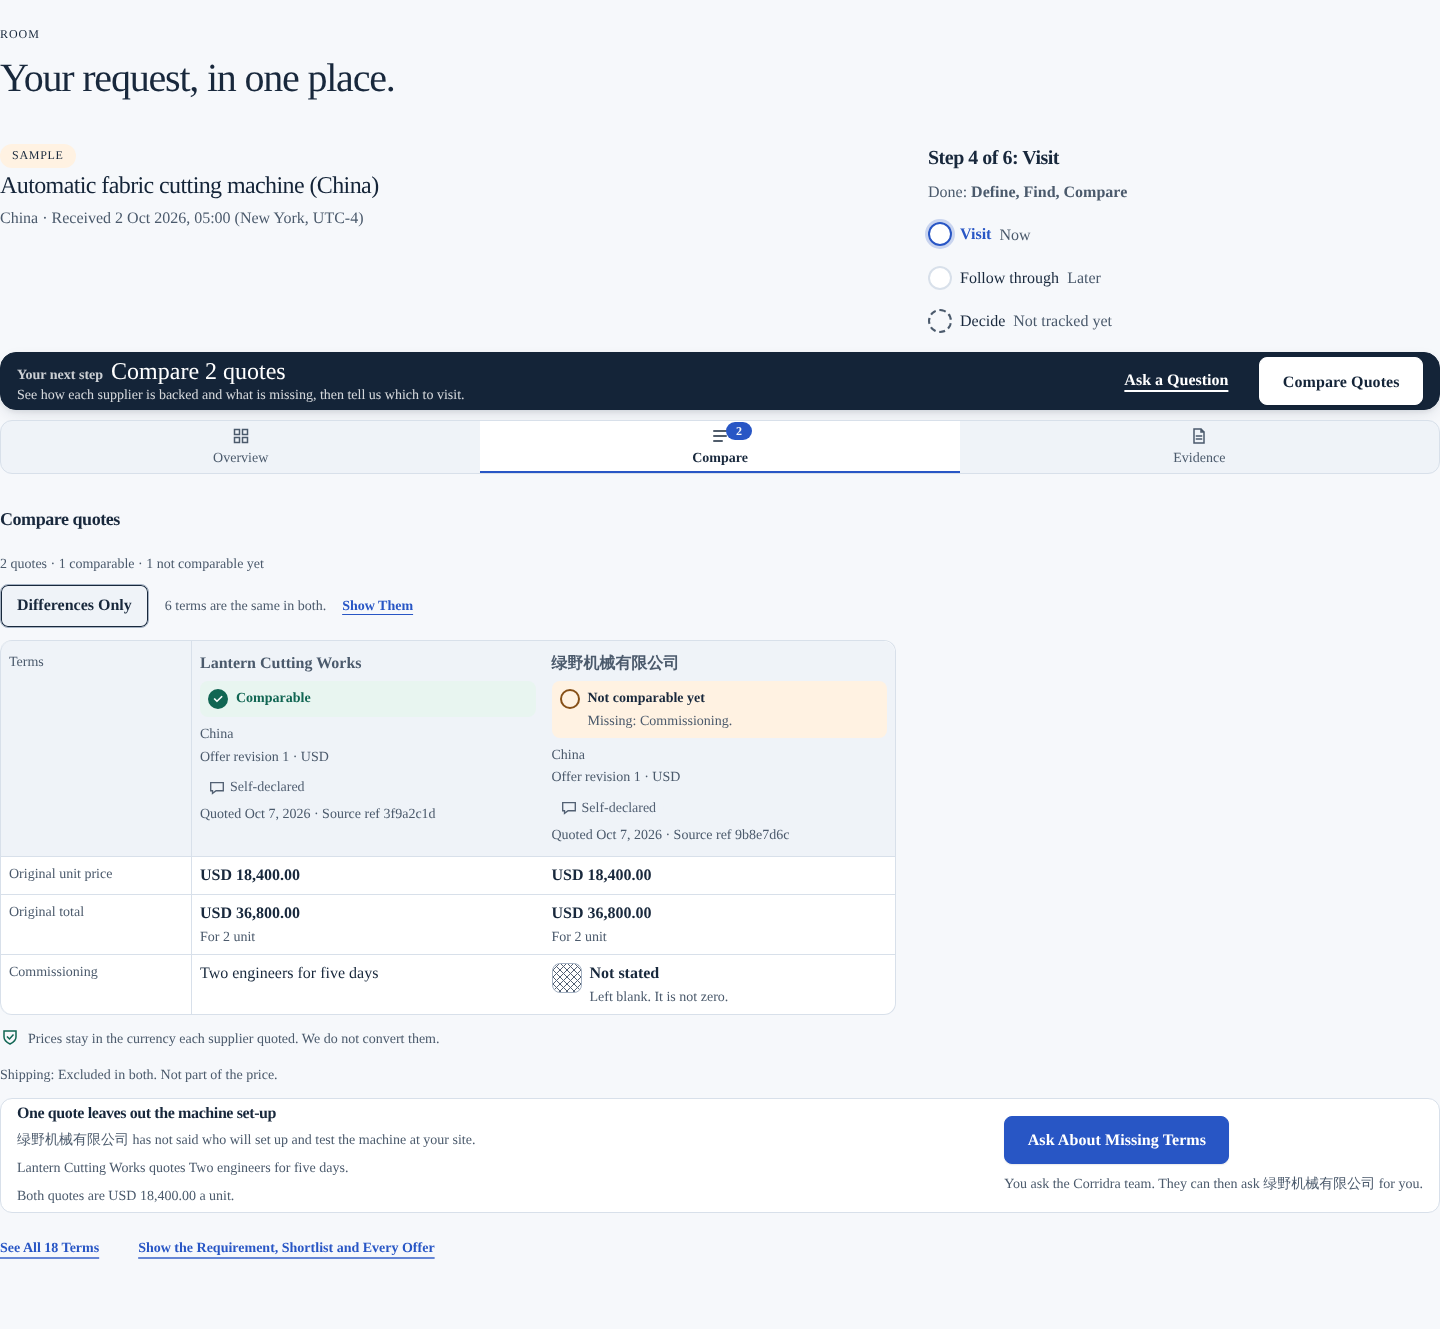 ROOM
Your request, in one place.
SAMPLE
Automatic fabric cutting machine (China)
China · Received 2 Oct 2026, 05:00 (New York, UTC-4)
Step 4 of 6: Visit
Done: Define, Find, Compare
Visit Now
Follow through Later
Decide Not tracked yet
Your next step Compare 2 quotes
See how each supplier is backed and what is missing, then tell us which to visit.
Ask a Question
Compare Quotes
Overview
2
Compare
Evidence
Compare quotes
2 quotes · 1 comparable · 1 not comparable yet
Differences Only
6 terms are the same in both.
Show Them
Terms
Lantern Cutting Works
Comparable
China
Offer revision 1 · USD
Self-declared
Quoted Oct 7, 2026 · Source ref 3f9a2c1d
绿野机械有限公司
Not comparable yet
Missing: Commissioning.
China
Offer revision 1 · USD
Self-declared
Quoted Oct 7, 2026 · Source ref 9b8e7d6c
Original unit price
USD 18,400.00
USD 18,400.00
Original total
USD 36,800.00
For 2 unit
USD 36,800.00
For 2 unit
Commissioning
Two engineers for five days
Not stated
Left blank. It is not zero.
Prices stay in the currency each supplier quoted. We do not convert them.
Shipping: Excluded in both. Not part of the price.
One quote leaves out the machine set-up
绿野机械有限公司 has not said who will set up and test the machine at your site.
Lantern Cutting Works quotes Two engineers for five days.
Both quotes are USD 18,400.00 a unit.
Ask About Missing Terms
You ask the Corridra team. They can then ask 绿野机械有限公司 for you.
See All 18 Terms
Show the Requirement, Shortlist and Every Offer